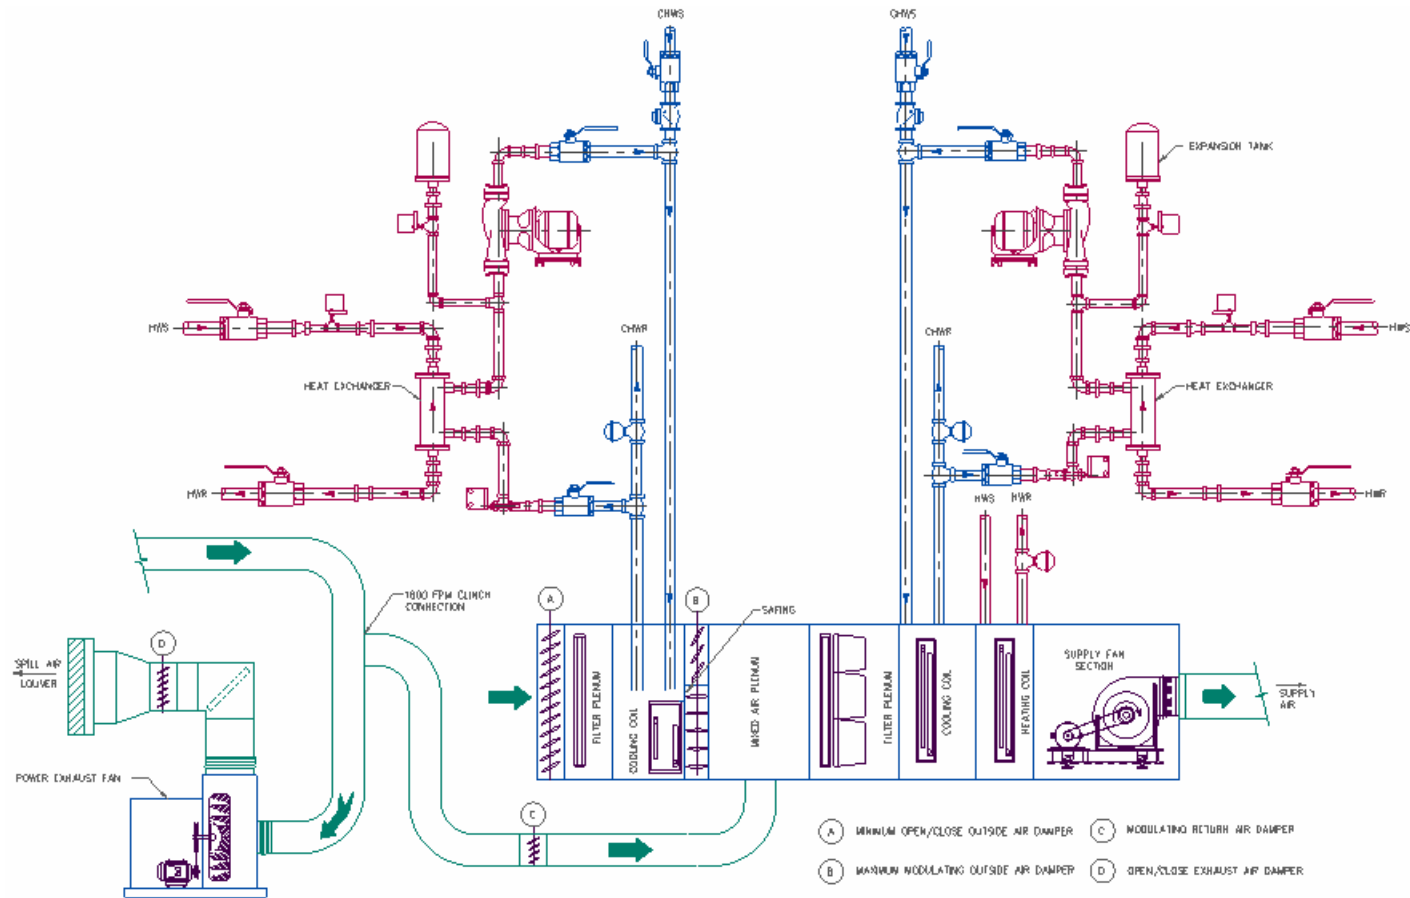 CHWS
CHWS
EXPANSION TANK
HWS
CHWR
CHWR
HWS
HEAT EXCHANGER
HEAT EXCHANGER
HWR
HWS
HWR
HWR
1800 FPM CLINCH
CONNECTION
A
B
SAFING
D
SPILL AIR
LOUVER
FILTER PLENUM
COOLING COIL
MIXED AIR PLENUM
FILTER PLENUM
COOLING COIL
HEATING COIL
SUPPLY FAN
SECTION
SUPPLY
AIR
POWER EXHAUST FAN
C
A MINIMUM OPEN/CLOSE OUTSIDE AIR DAMPER
C MODULATING RETURN AIR DAMPER
B MAXIMUM MODULATING OUTSIDE AIR DAMPER
D OPEN/CLOSE EXHAUST AIR DAMPER